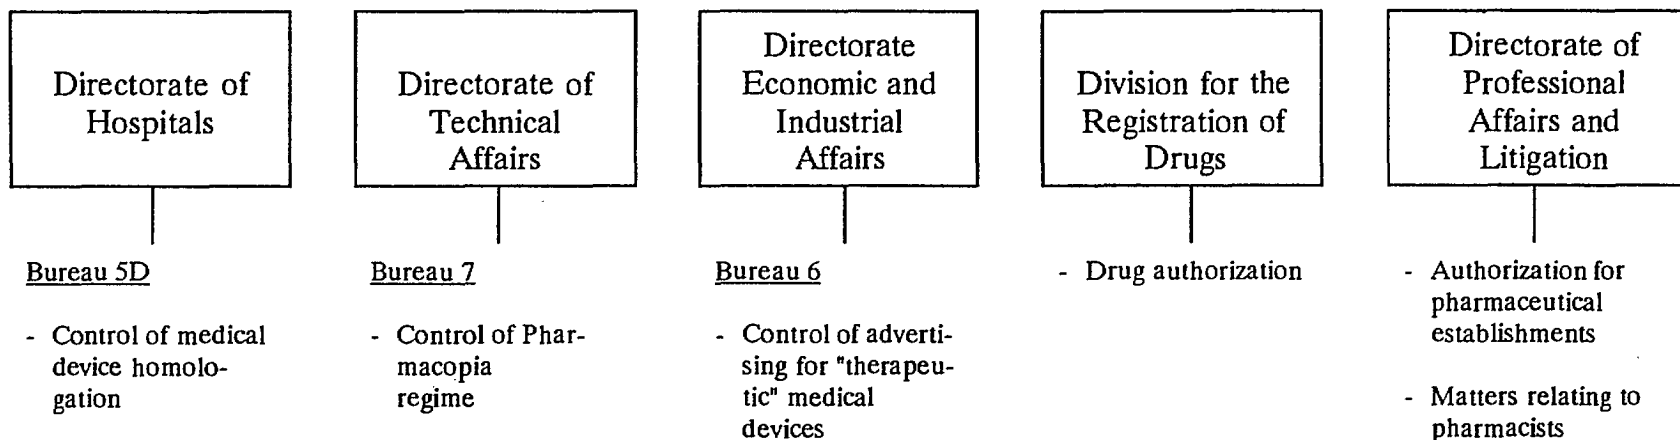 Directorate of
Hospitals
Bureau 5D
- Control of medical
device homolo-
gation
Directorate of
Technical
Affairs
Bureau 7
- Control of Phar-
macopia
regime
Directorate
Economic and
Industrial
Affairs
Bureau 6
- Control of adverti-
sing for "therapeu-
tic" medical
devices
Division for the
Registration of
Drugs
- Drug authorization
Directorate of
Professional
Affairs and
Litigation
- Authorization for
pharmaceutical
establishments
- Matters relating to
pharmacists